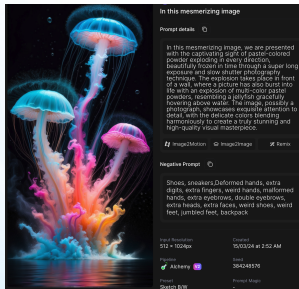 In this mesmerizing image
Prompt details
In this mesmerizing image, we are presented
with the captivating sight of pastel-colored
powder exploding in every direction,
beautifully frozen in time through a super long
exposure and slow shutter photography
technique. The explosion takes place in front
of a wall, where a picture has also burst into
life with an explosion of multi-color pastel
powders, resembling a jellyfish gracefully
hovering above water. The image, possibly a
photograph, showcases exquisite attention to
detail, with the delicate colors blending
harmoniously to create a truly stunning and
high-quality visual masterpiece.
Image2Motion Image2Image Remix
Negative Prompt
Shoes, sneakers,Deformed hands, extra
digits, extra fingers, weird hands, malformed
hands, extra eyebrows, double eyebrows,
extra heads, extra faces, weird shoes, weird
feet, jumbled feet, backpack
Input Resolution Created
512 × 1024px 15/03/24 at 2:52 AM
Pipeline Seed
Alchemy V2 364248576
Preset Prompt Magic
Sketch B/W -